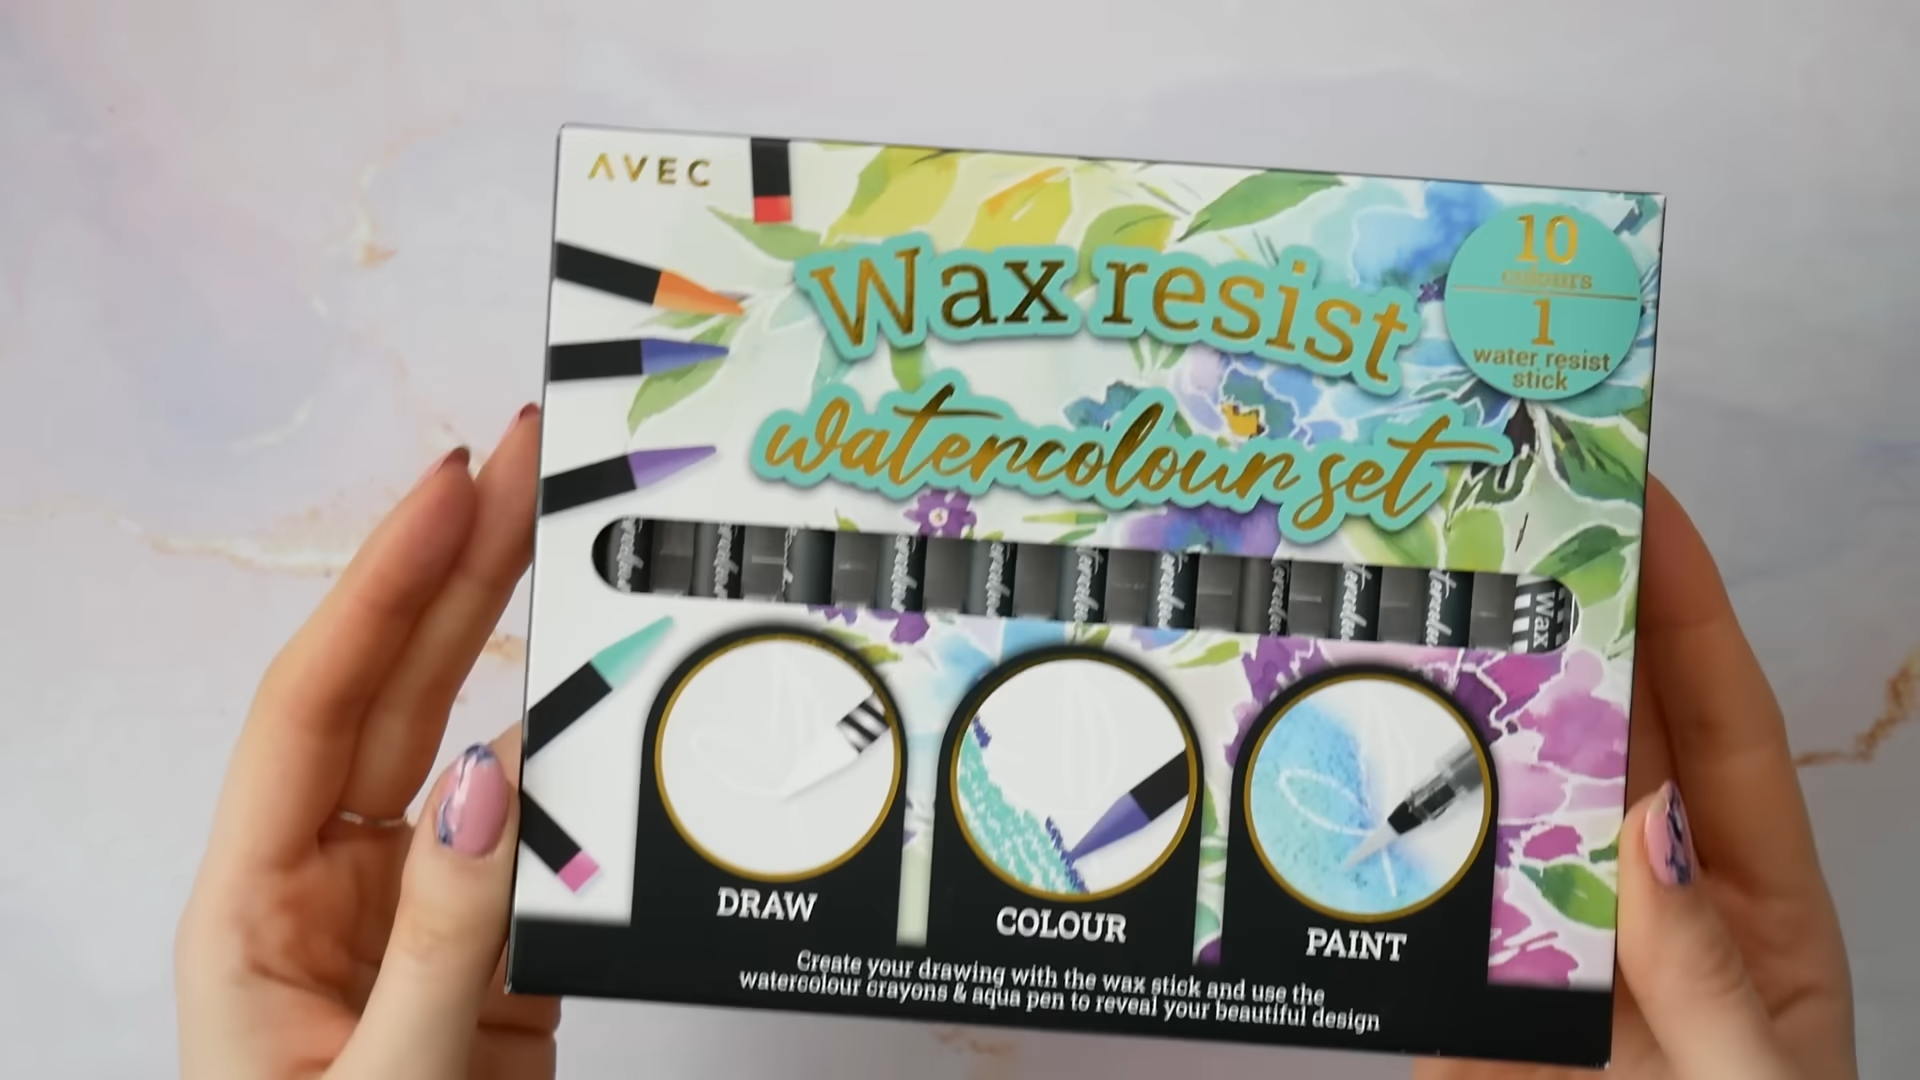 AVEC
10
colours
1
water resist
stick
Wax resist
watercolour set
Wax
DRAW
COLOUR
PAINT
Create your drawing with the wax stick and use the
watercolour crayons & aqua pen to reveal your beautiful design